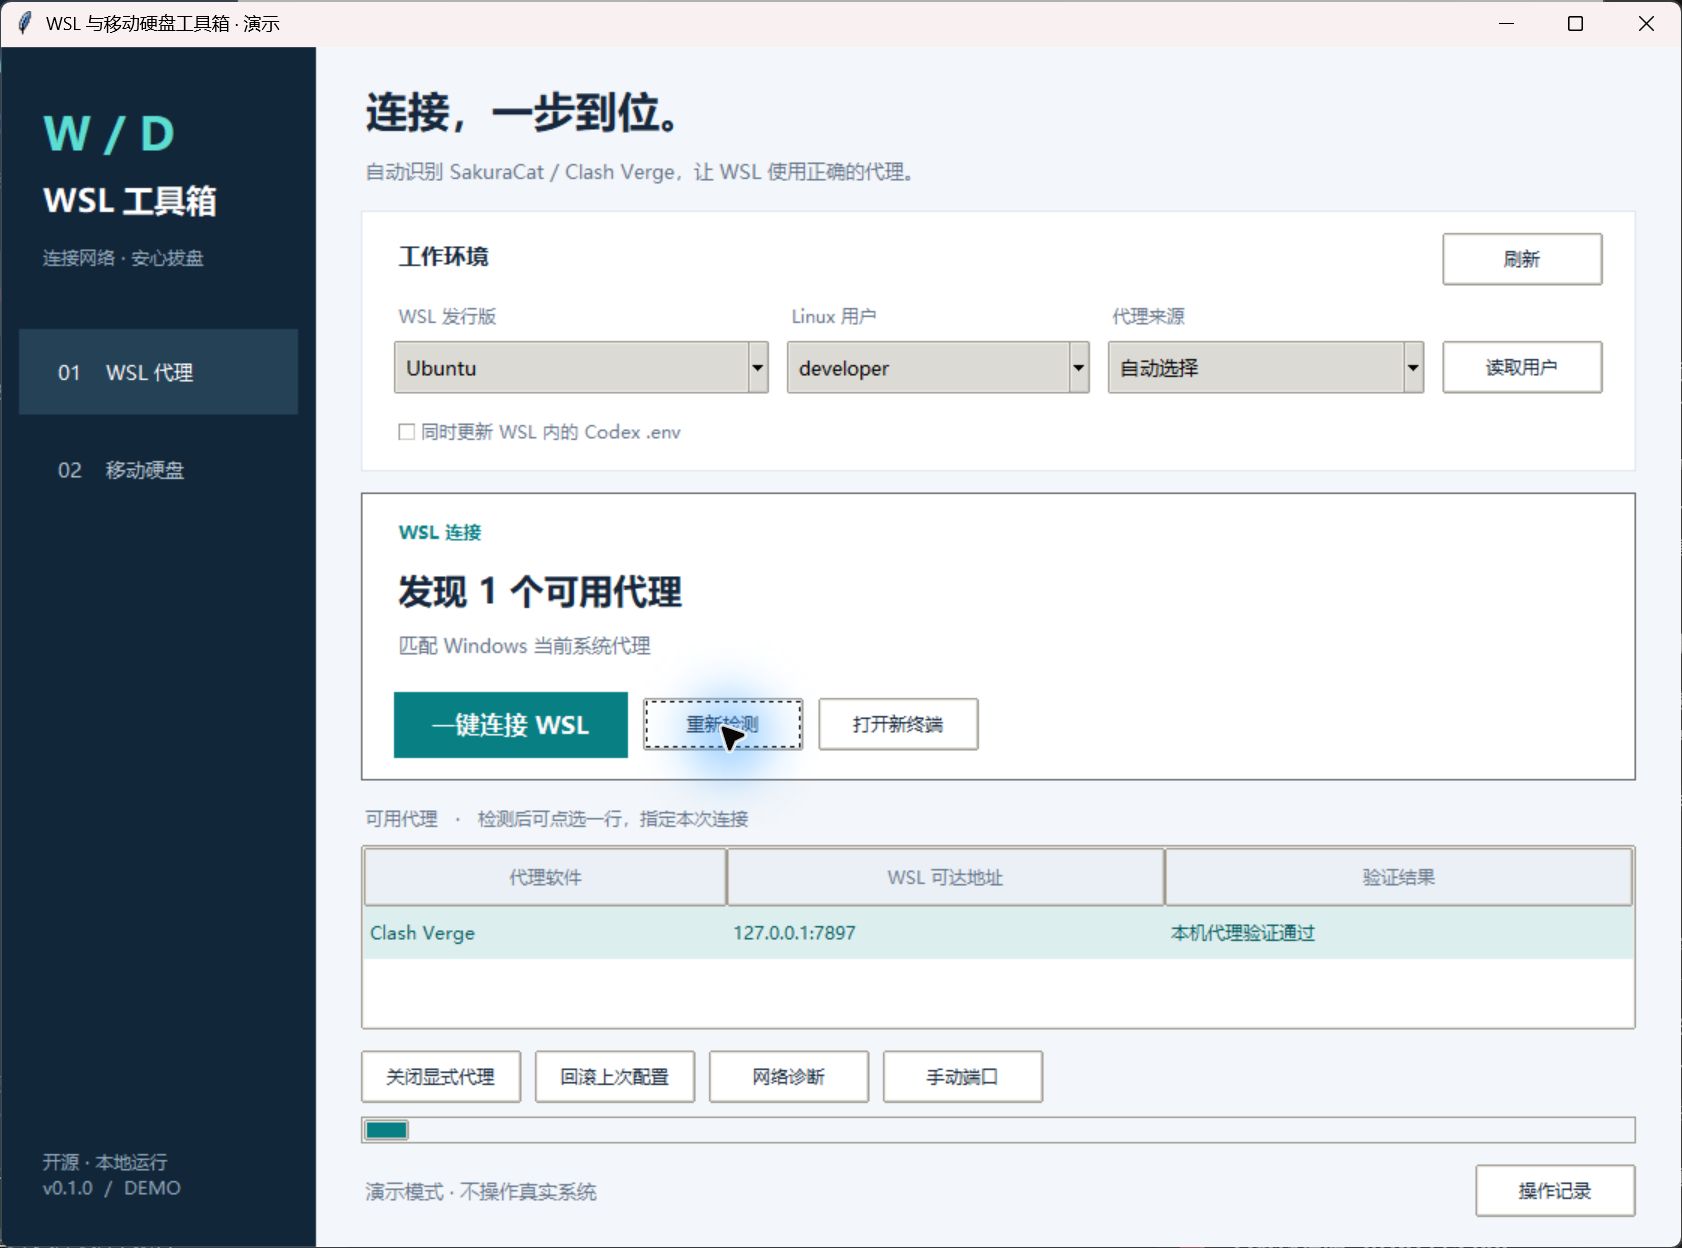 WSL 与移动硬盘工具箱 · 演示
W / D
WSL 工具箱
连接网络 · 安心拔盘
01 WSL 代理
02 移动硬盘
开源 · 本地运行
v0.1.0 / DEMO
连接，一步到位。
自动识别 SakuraCat / Clash Verge，让 WSL 使用正确的代理。
工作环境
刷新
WSL 发行版
Linux 用户
代理来源
Ubuntu
developer
自动选择
读取用户
同时更新 WSL 内的 Codex .env
WSL 连接
发现 1 个可用代理
匹配 Windows 当前系统代理
一键连接 WSL
重新检测
打开新终端
可用代理 · 检测后可点选一行，指定本次连接
代理软件
WSL 可达地址
验证结果
Clash Verge
127.0.0.1:7897
本机代理验证通过
关闭显式代理
回滚上次配置
网络诊断
手动端口
演示模式 · 不操作真实系统
操作记录